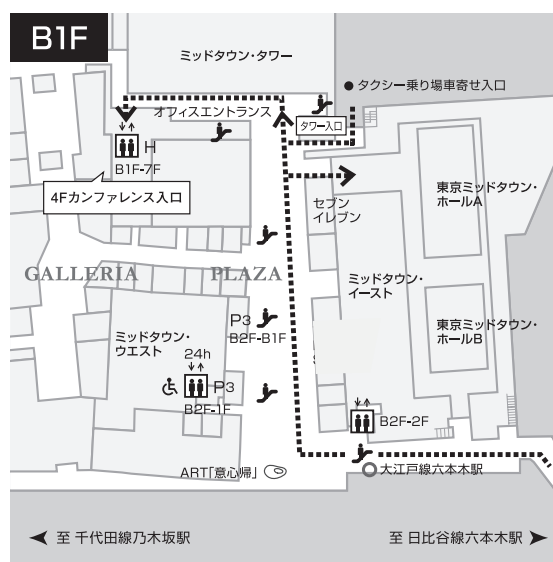 B1F
ミッドタウン・タワー
タクシー乗り場車寄せ入口
オフィスエントランス
タワー入口
H
B1F-7F
4Fカンファレンス入口
セブン
イレブン
東京ミッドタウン・
ホールA
GALLERIA
PLAZA
ミッドタウン・
イースト
P3
B2F-B1F
東京ミッドタウン・
ホールB
ミッドタウン・
ウエスト
24h
P3
B2F-1F
B2F-2F
ART「意心帰」
大江戸線六本木駅
至 千代田線乃木坂駅
至 日比谷線六本木駅